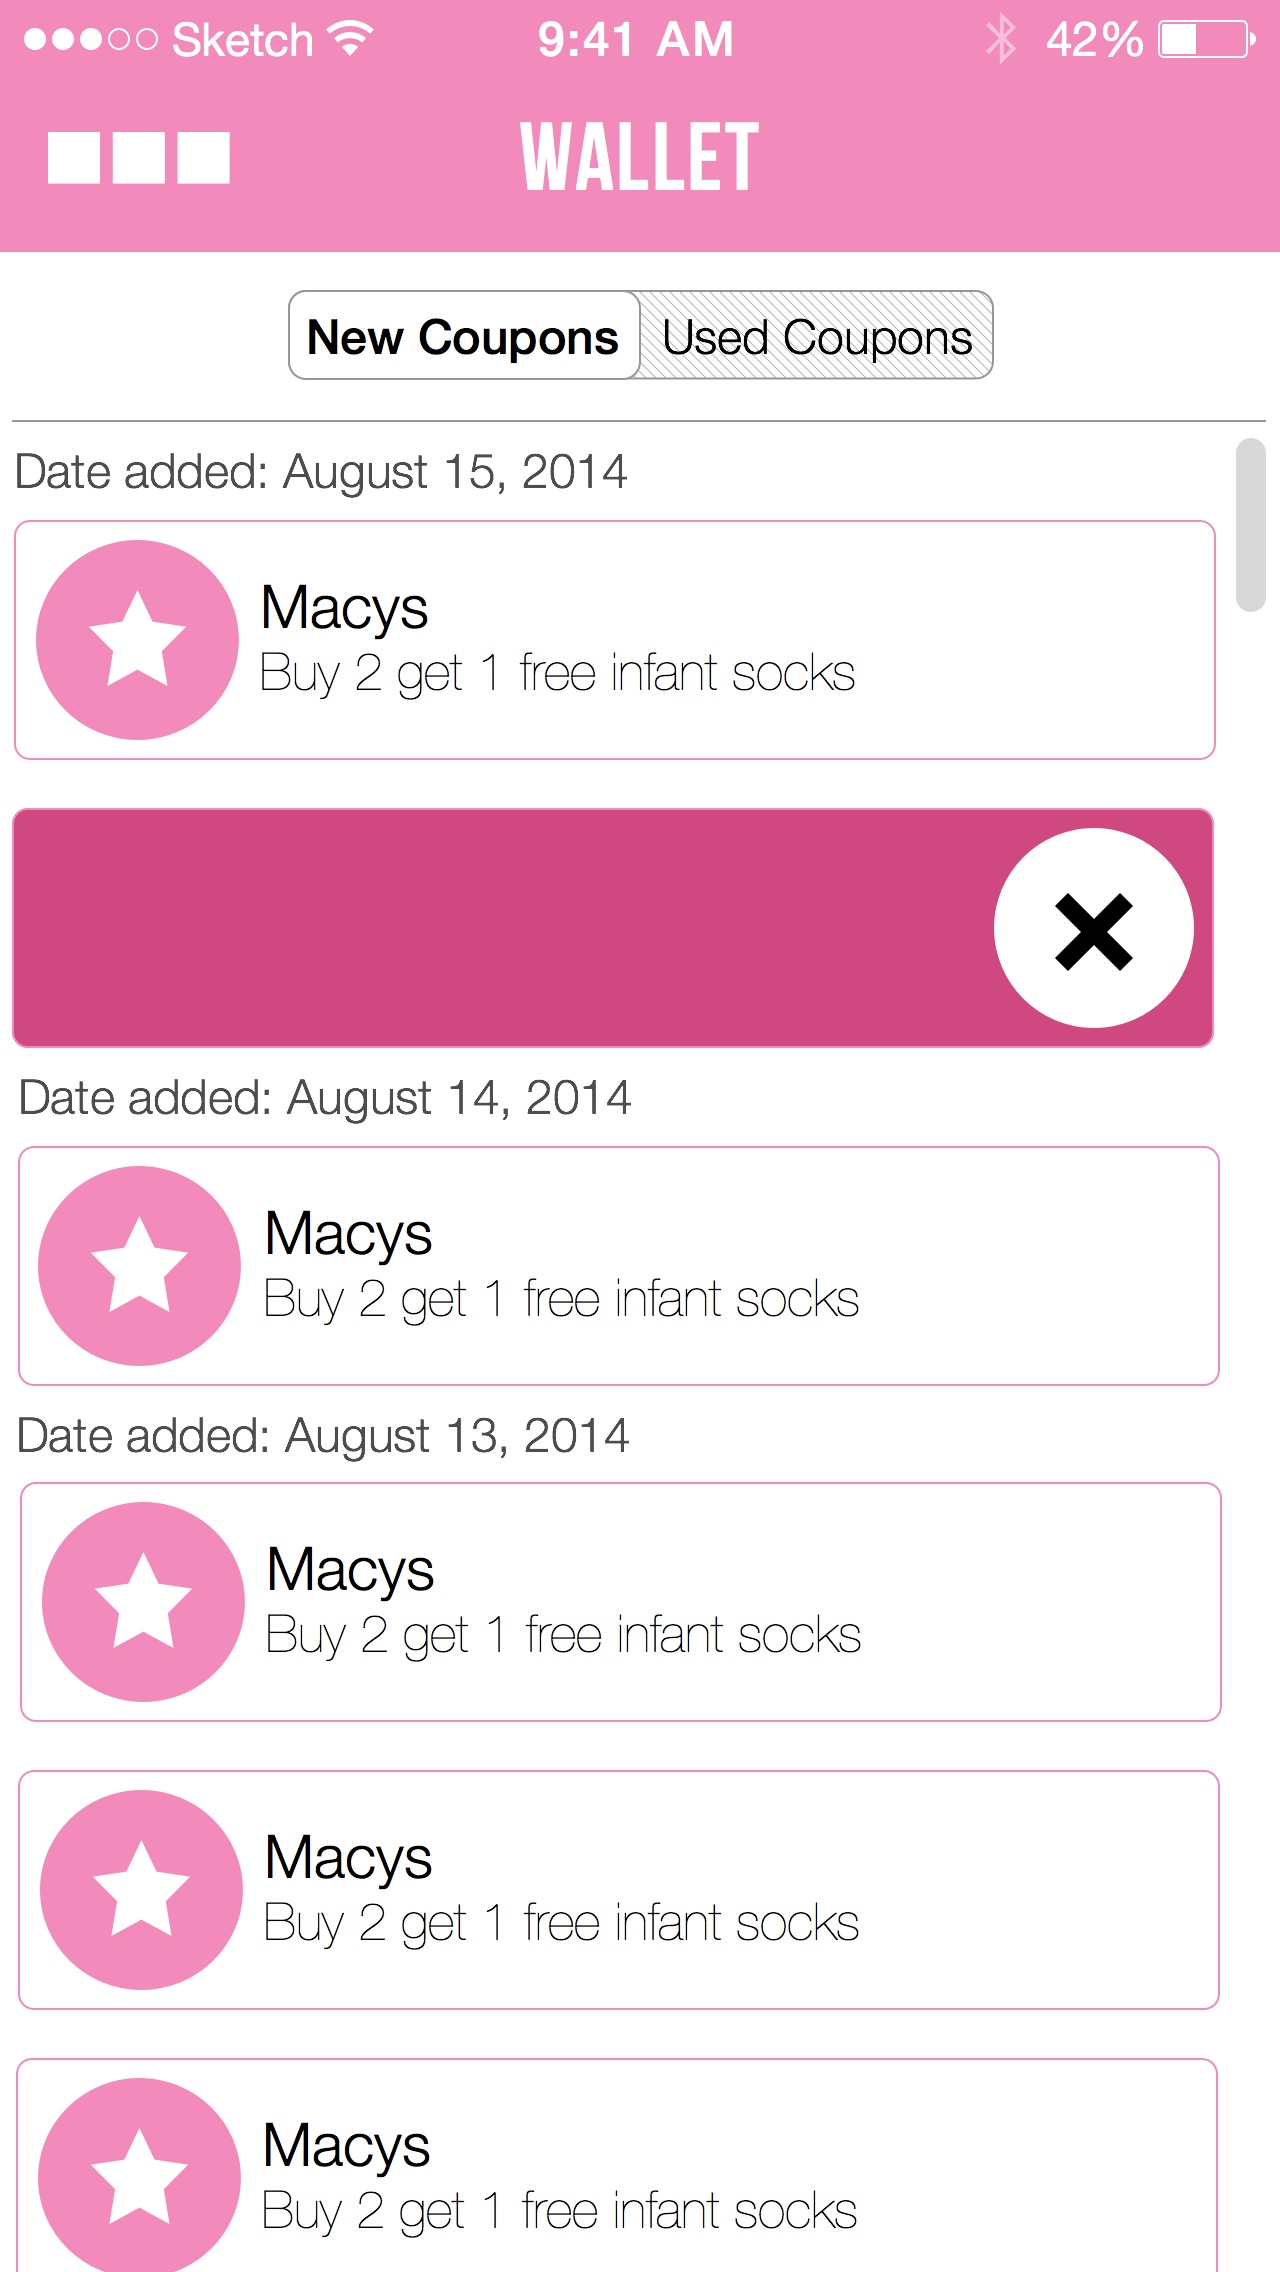 Sketch 9:41 AM 42%
WALLET
New Coupons Used Coupons
Date added: August 15, 2014
Macys
Buy 2 get 1 free infant socks
Date added: August 14, 2014
Macys
Buy 2 get 1 free infant socks
Date added: August 13, 2014
Macys
Buy 2 get 1 free infant socks
Macys
Buy 2 get 1 free infant socks
Macys
Buy 2 get 1 free infant socks